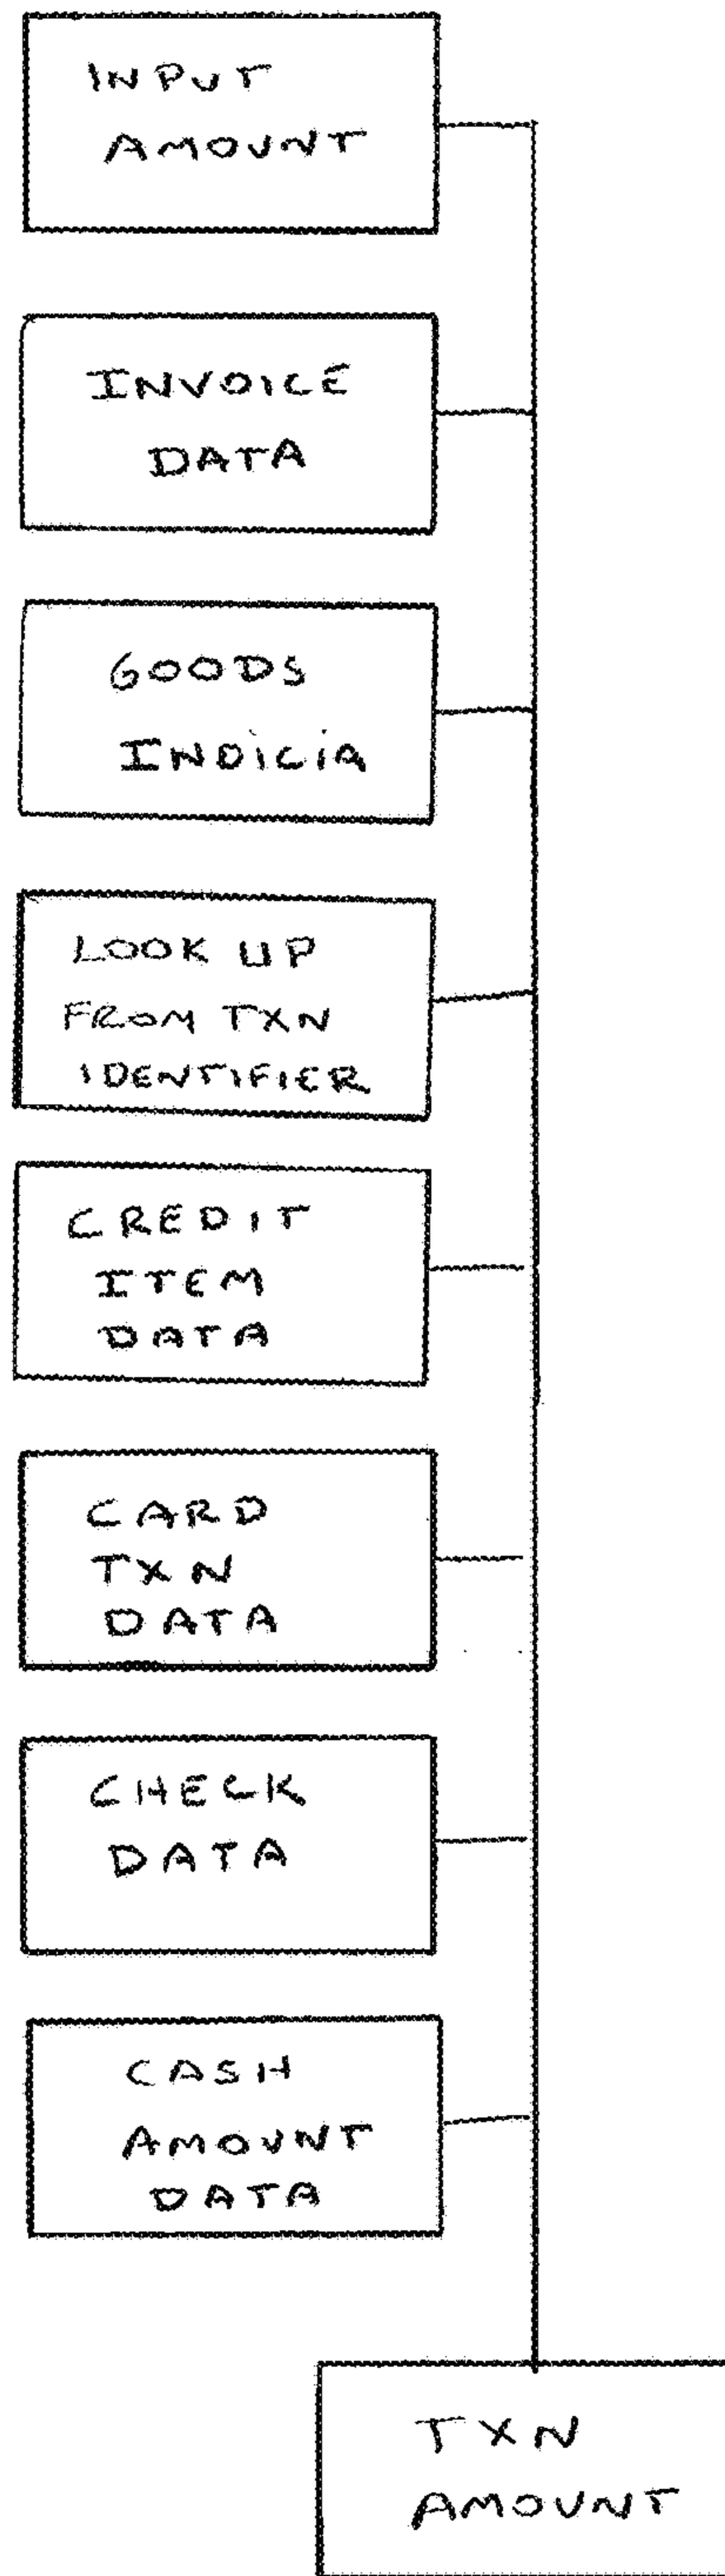 INPUT
AMOUNT
INVOICE
DATA
GOODS
INDICIA
LOOK UP
FROM TXN
IDENTIFIER
CREDIT
ITEM
DATA
CARD
TXN
DATA
CHECK
DATA
CASH
AMOUNT
DATA
TXN
AMOUNT